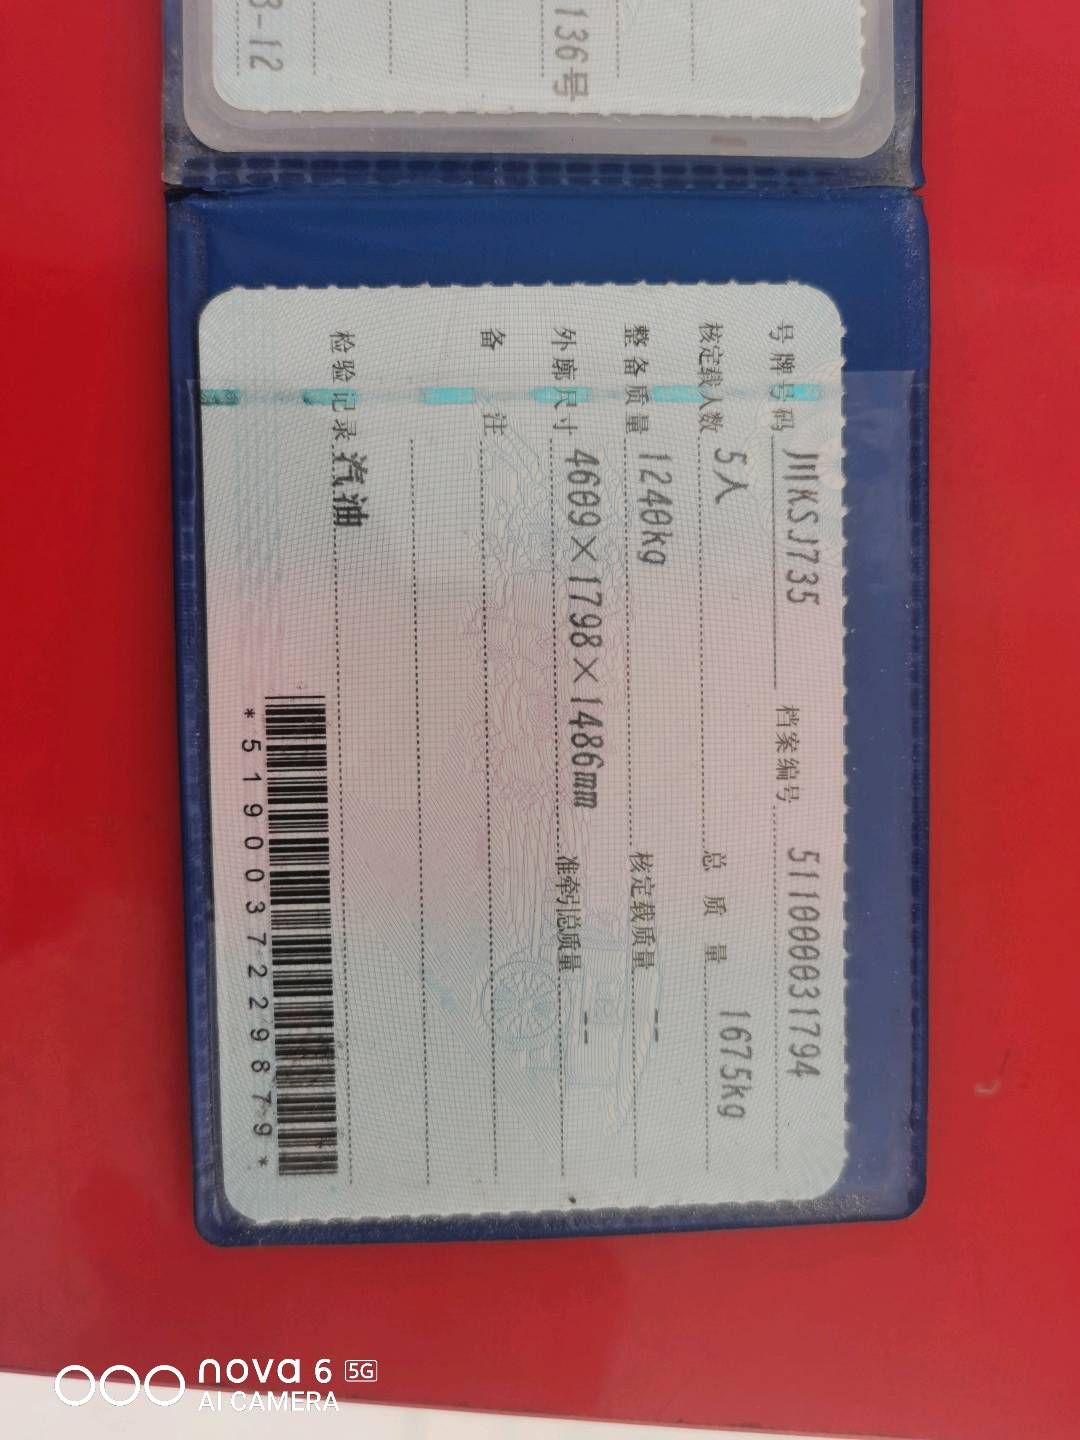 3-12
136号
号牌号码 川KSJ735 档案编号 511000031794
核定载人数 5人 总质量 1675kg
整备质量 1240kg 核定载质量 --
外廓尺寸 4609×1798×1486mm 准牵引总质量 --
备注
检验记录 汽油
*5190037229879*
nova 6 5G
AI CAMERA